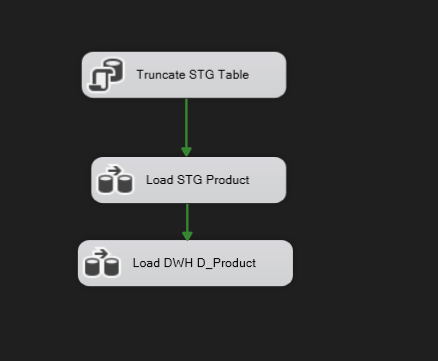 Truncate STG Table
Load STG Product
Load DWH D_Product